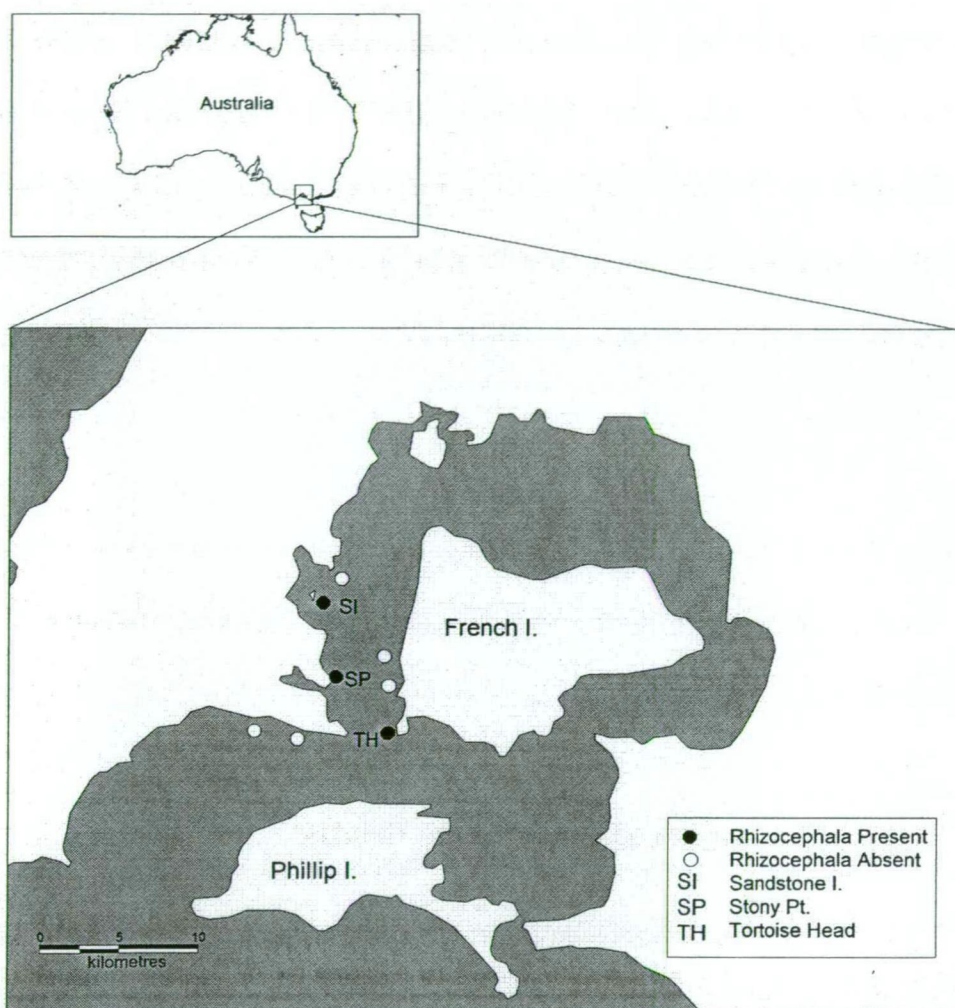 Australia
SI
French I.
SP
TH
Phillip I.
Rhizocephala Present
Rhizocephala Absent
SI Sandstone I.
SP Stony Pt.
TH Tortoise Head
0 5 10
kilometres